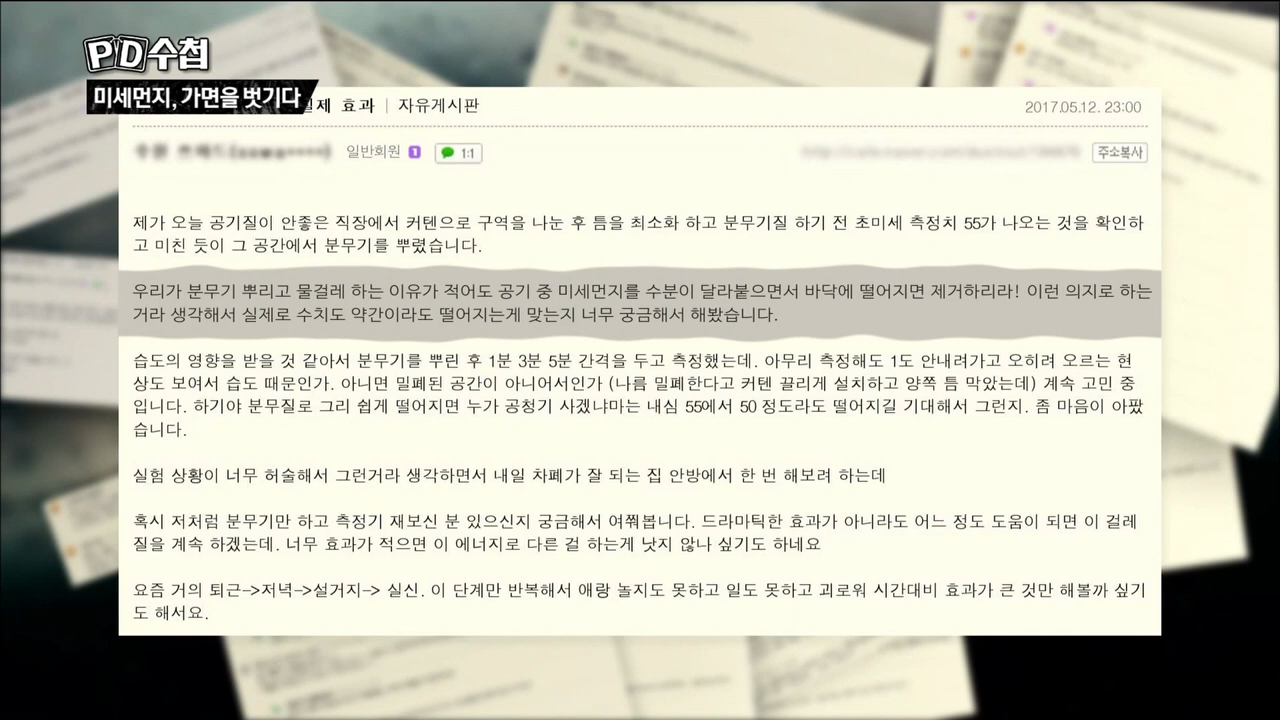 PD수첩
미세먼지, 가면을 벗기다
효과 | 자유게시판
2017.05.12. 23:00
일반회원 1 1:1
주소복사
제가 오늘 공기질이 안좋은 직장에서 커텐으로 구역을 나눈 후 틈을 최소화 하고 분무기질 하기 전 초미세 측정치 55가 나오는 것을 확인하
고 미친 듯이 그 공간에서 분무기를 뿌렸습니다.
우리가 분무기 뿌리고 물걸레 하는 이유가 적어도 공기 중 미세먼지를 수분이 달라붙으면서 바닥에 떨어지면 제거하리라! 이런 의지로 하는
거라 생각해서 실제로 수치도 약간이라도 떨어지는게 맞는지 너무 궁금해서 해봤습니다.
습도의 영향을 받을 것 같아서 분무기를 뿌린 후 1분 3분 5분 간격을 두고 측정했는데. 아무리 측정해도 1도 안내려가고 오히려 오르는 현
상도 보여서 습도 때문인가. 아니면 밀폐된 공간이 아니어서인가 (나름 밀폐한다고 커텐 끌리게 설치하고 양쪽 틈 막았는데) 계속 고민 중
입니다. 하기야 분무질로 그리 쉽게 떨어지면 누가 공청기 사겠냐마는 내심 55에서 50 정도라도 떨어지길 기대해서 그런지. 좀 마음이 아팠
습니다.
실험 상황이 너무 허술해서 그런거라 생각하면서 내일 차폐가 잘 되는 집 안방에서 한 번 해보려 하는데
혹시 저처럼 분무기만 하고 측정기 재보신 분 있으신지 궁금해서 여쭤봅니다. 드라마틱한 효과가 아니라도 어느 정도 도움이 되면 이 걸레
질을 계속 하겠는데. 너무 효과가 적으면 이 에너지로 다른 걸 하는게 낫지 않나 싶기도 하네요
요즘 거의 퇴근->저녁->설거지-> 실신. 이 단계만 반복해서 애랑 놀지도 못하고 일도 못하고 괴로워 시간대비 효과가 큰 것만 해볼까 싶기
도 해서요.